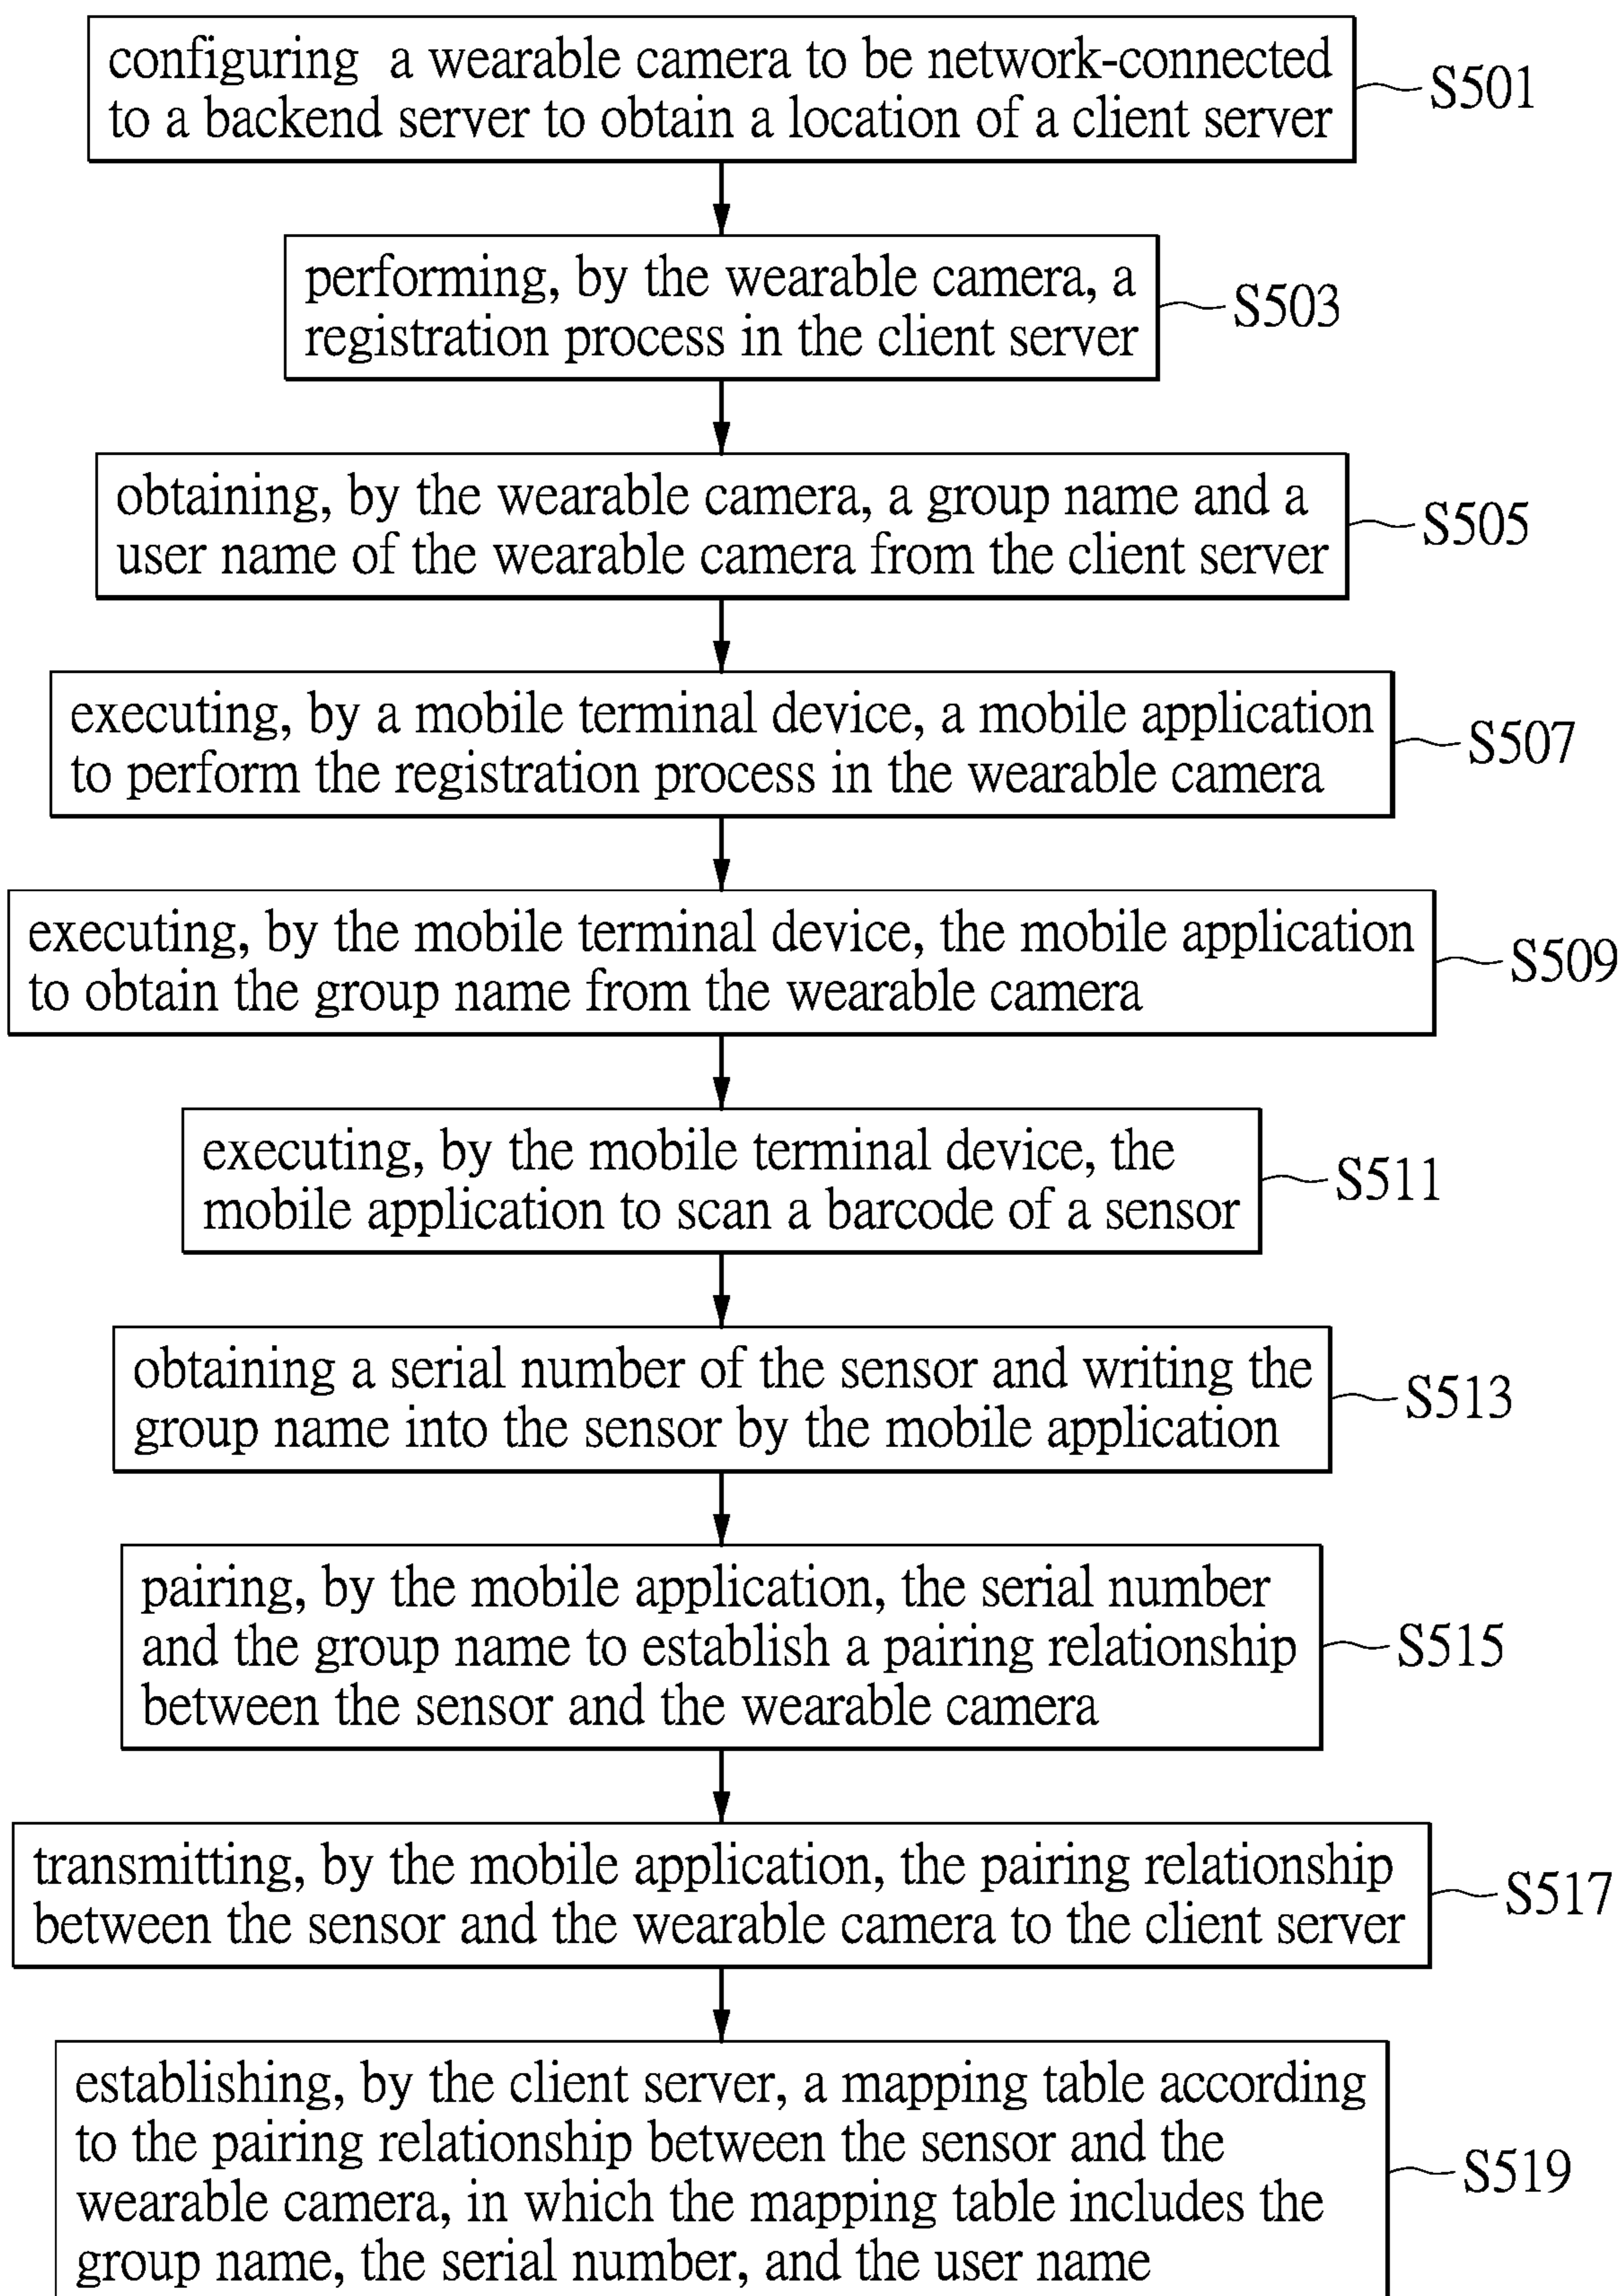 configuring a wearable camera to be network-connected
to a backend server to obtain a location of a client server
S501
performing, by the wearable camera, a
registration process in the client server
S503
obtaining, by the wearable camera, a group name and a
user name of the wearable camera from the client server
S505
executing, by a mobile terminal device, a mobile application
to perform the registration process in the wearable camera
S507
executing, by the mobile terminal device, the mobile application
to obtain the group name from the wearable camera
S509
executing, by the mobile terminal device, the
mobile application to scan a barcode of a sensor
S511
obtaining a serial number of the sensor and writing the
group name into the sensor by the mobile application
S513
pairing, by the mobile application, the serial number
and the group name to establish a pairing relationship
between the sensor and the wearable camera
S515
transmitting, by the mobile application, the pairing relationship
between the sensor and the wearable camera to the client server
S517
establishing, by the client server, a mapping table according
to the pairing relationship between the sensor and the
wearable camera, in which the mapping table includes the
group name, the serial number, and the user name
S519